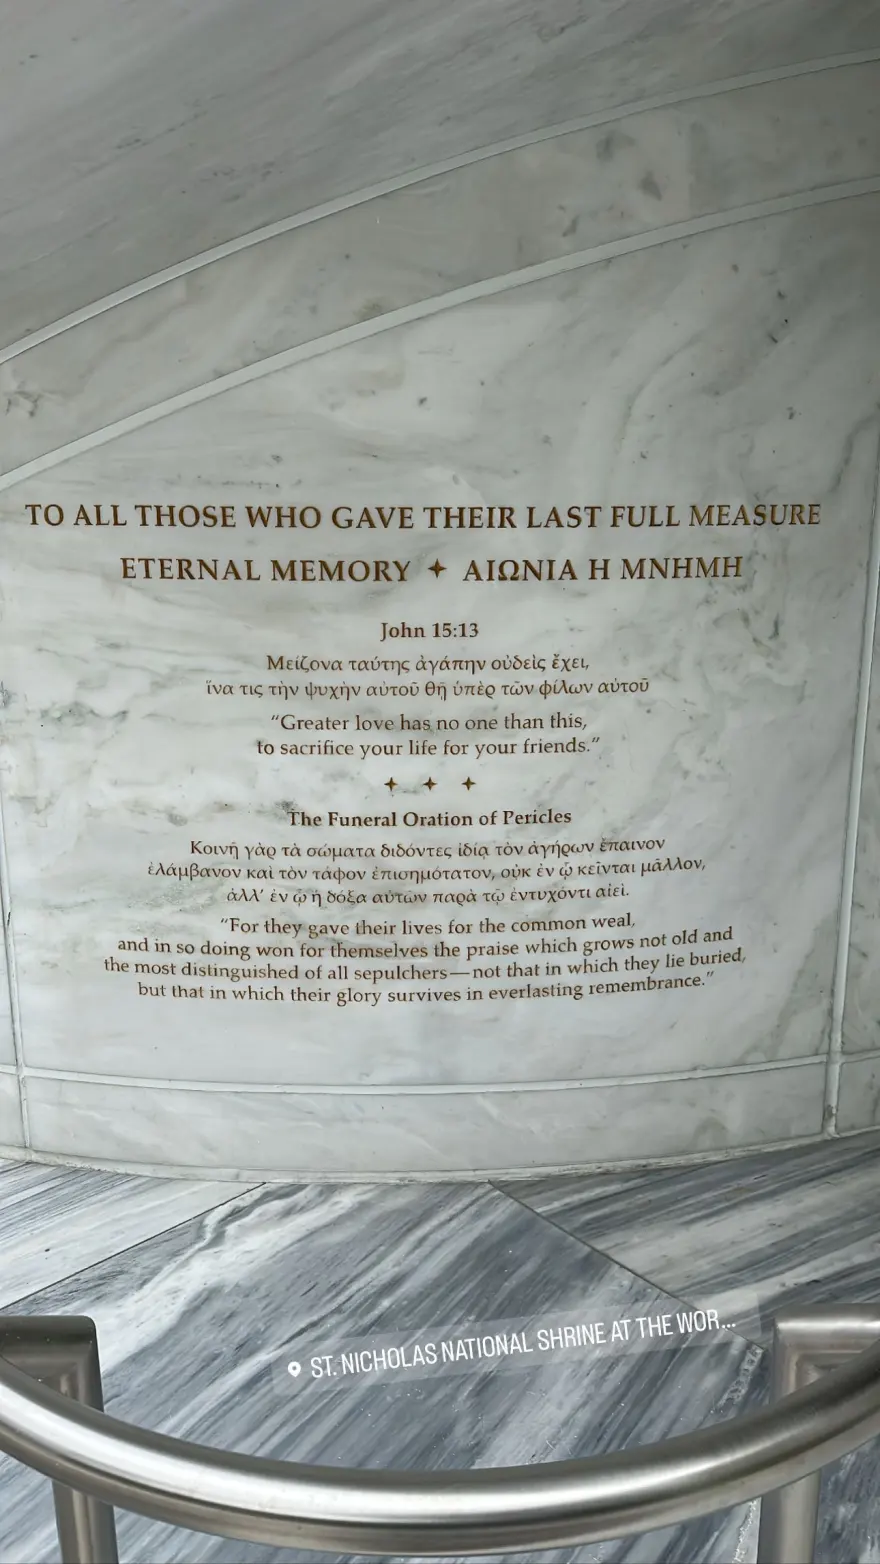 TO ALL THOSE WHO GAVE THEIR LAST FULL MEASURE
ETERNAL MEMORY ✦ ΑΙΩΝΙΑ Η ΜΝΗΜΗ
John 15:13
Μείζονα ταύτης ἀγάπην οὐδεὶς ἔχει,
ἵνα τις τὴν ψυχὴν αὐτοῦ θῇ ὑπὲρ τῶν φίλων αὐτοῦ
“Greater love has no one than this,
to sacrifice your life for your friends.”
✦ ✦ ✦
The Funeral Oration of Pericles
Κοινῇ γὰρ τὰ σώματα διδόντες ἰδίᾳ τὸν ἀγήρων ἔπαινον
ἐλάμβανον καὶ τὸν τάφον ἐπισημότατον, οὐκ ἐν ᾧ κεῖνται μᾶλλον,
ἀλλ’ ἐν ᾧ ἡ δόξα αὐτῶν παρὰ τῷ ἐντυχόντι αἰεὶ.
“For they gave their lives for the common weal,
and in so doing won for themselves the praise which grows not old and
the most distinguished of all sepulchers—not that in which they lie buried,
but that in which their glory survives in everlasting remembrance.”
ST. NICHOLAS NATIONAL SHRINE AT THE WOR...